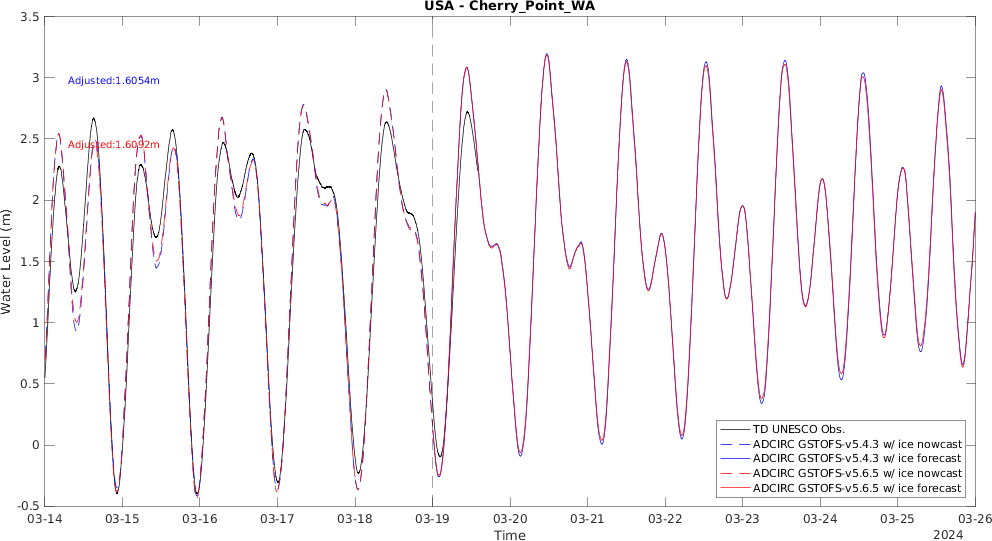 USA - Cherry_Point_WA
3.5
3
2.5
2
1.5
1
0.5
0
-0.5
Water Level (m)
Adjusted:1.6054m
Adjusted:1.6092m
TD UNESCO Obs.
ADCIRC GSTOFS-v5.4.3 w/ ice nowcast
ADCIRC GSTOFS-v5.4.3 w/ ice forecast
ADCIRC GSTOFS-v5.6.5 w/ ice nowcast
ADCIRC GSTOFS-v5.6.5 w/ ice forecast
03-14 03-15 03-16 03-17 03-18 03-19 03-20 03-21 03-22 03-23 03-24 03-25 03-26
Time
2024